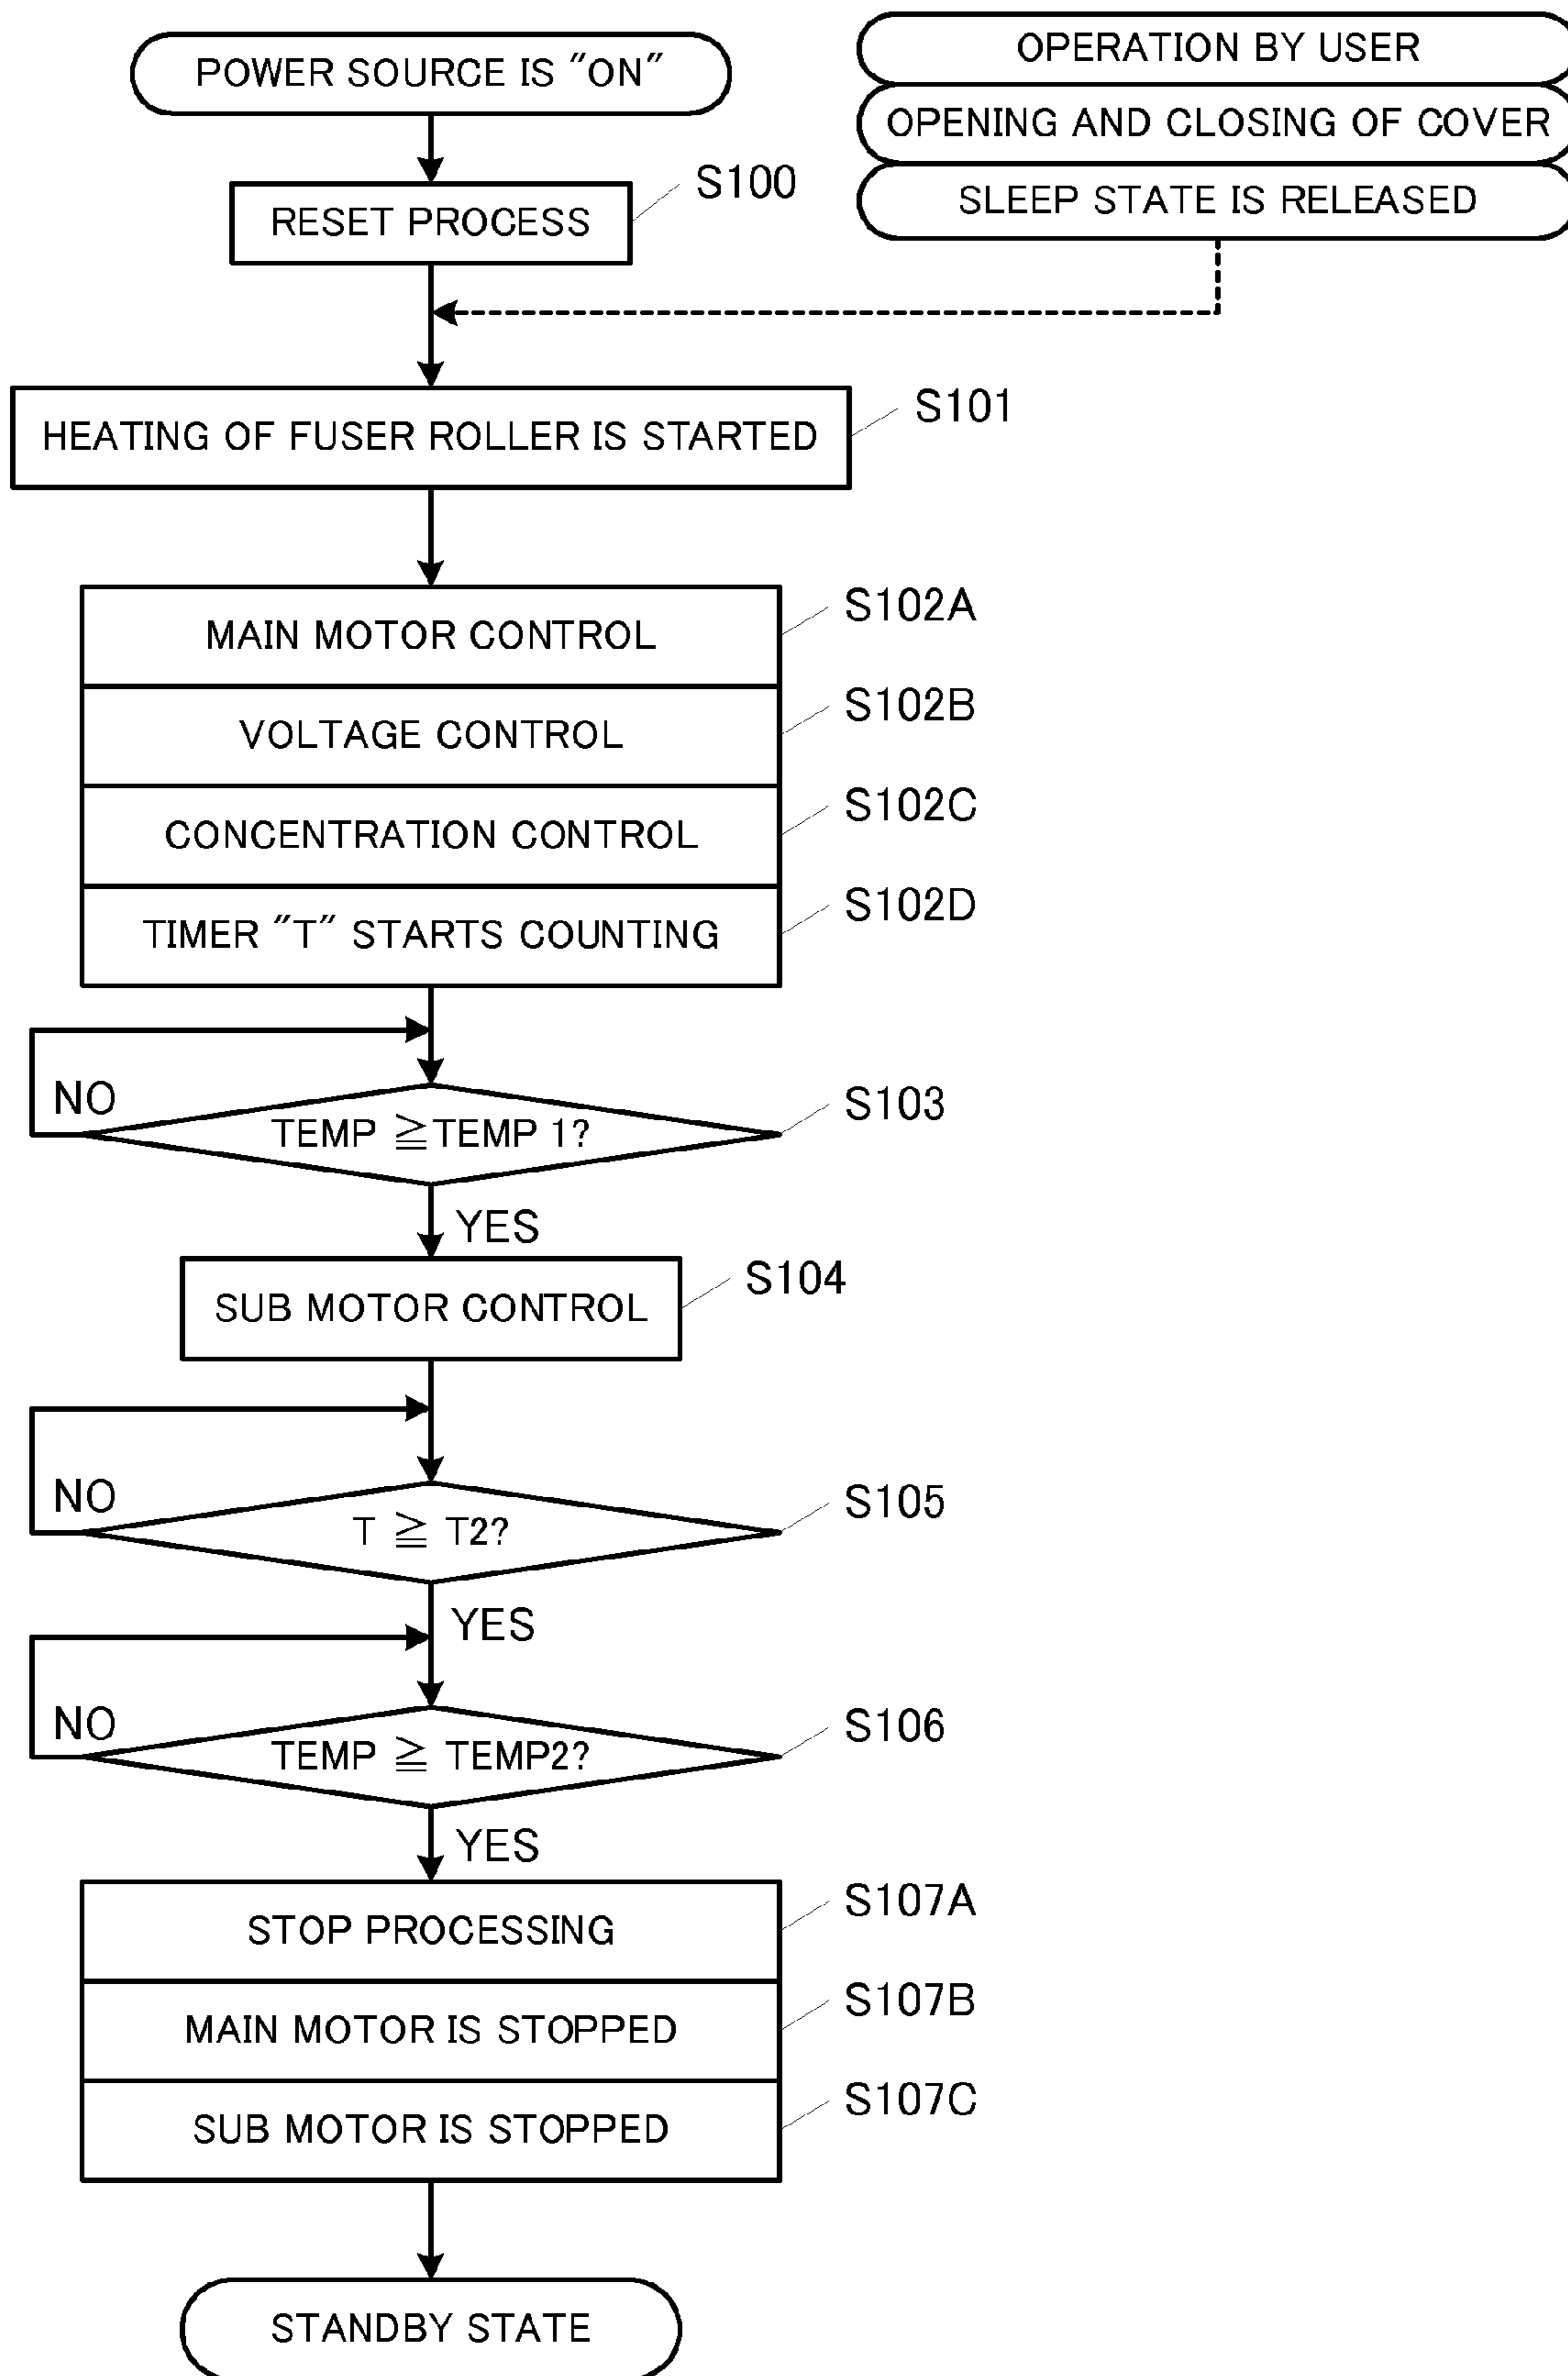 POWER SOURCE IS "ON"
OPERATION BY USER
OPENING AND CLOSING OF COVER
SLEEP STATE IS RELEASED
S100
RESET PROCESS
S101
HEATING OF FUSER ROLLER IS STARTED
S102A
MAIN MOTOR CONTROL
S102B
VOLTAGE CONTROL
S102C
CONCENTRATION CONTROL
S102D
TIMER "T" STARTS COUNTING
NO
S103
TEMP ≧TEMP 1?
YES
S104
SUB MOTOR CONTROL
NO
S105
T ≧ T2?
YES
NO
S106
TEMP ≧ TEMP2?
YES
S107A
STOP PROCESSING
S107B
MAIN MOTOR IS STOPPED
S107C
SUB MOTOR IS STOPPED
STANDBY STATE